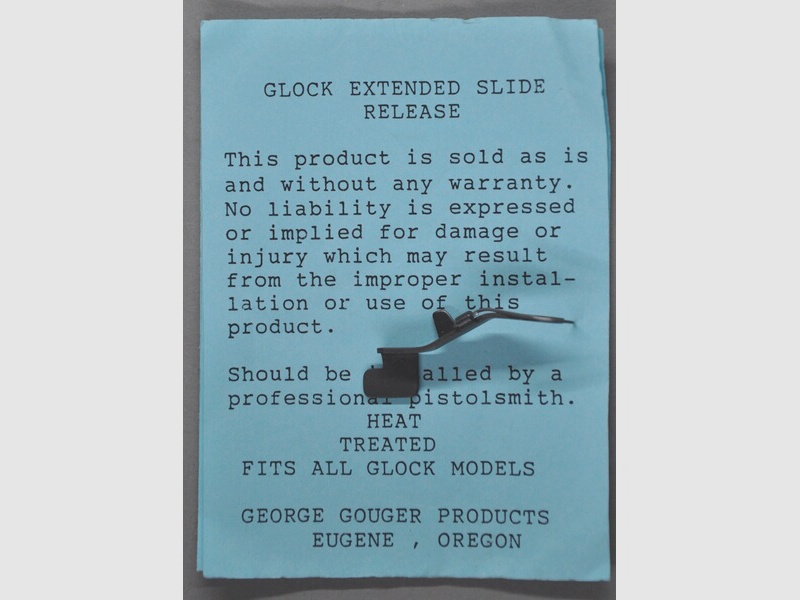 GLOCK EXTENDED SLIDE
RELEASE
This product is sold as is
and without any warranty.
No liability is expressed
or implied for damage or
injury which may result
from the improper instal-
lation or use of this
product.
Should be alled by a
professional pistolsmith.
HEAT
TREATED
FITS ALL GLOCK MODELS
GEORGE GOUGER PRODUCTS
EUGENE , OREGON